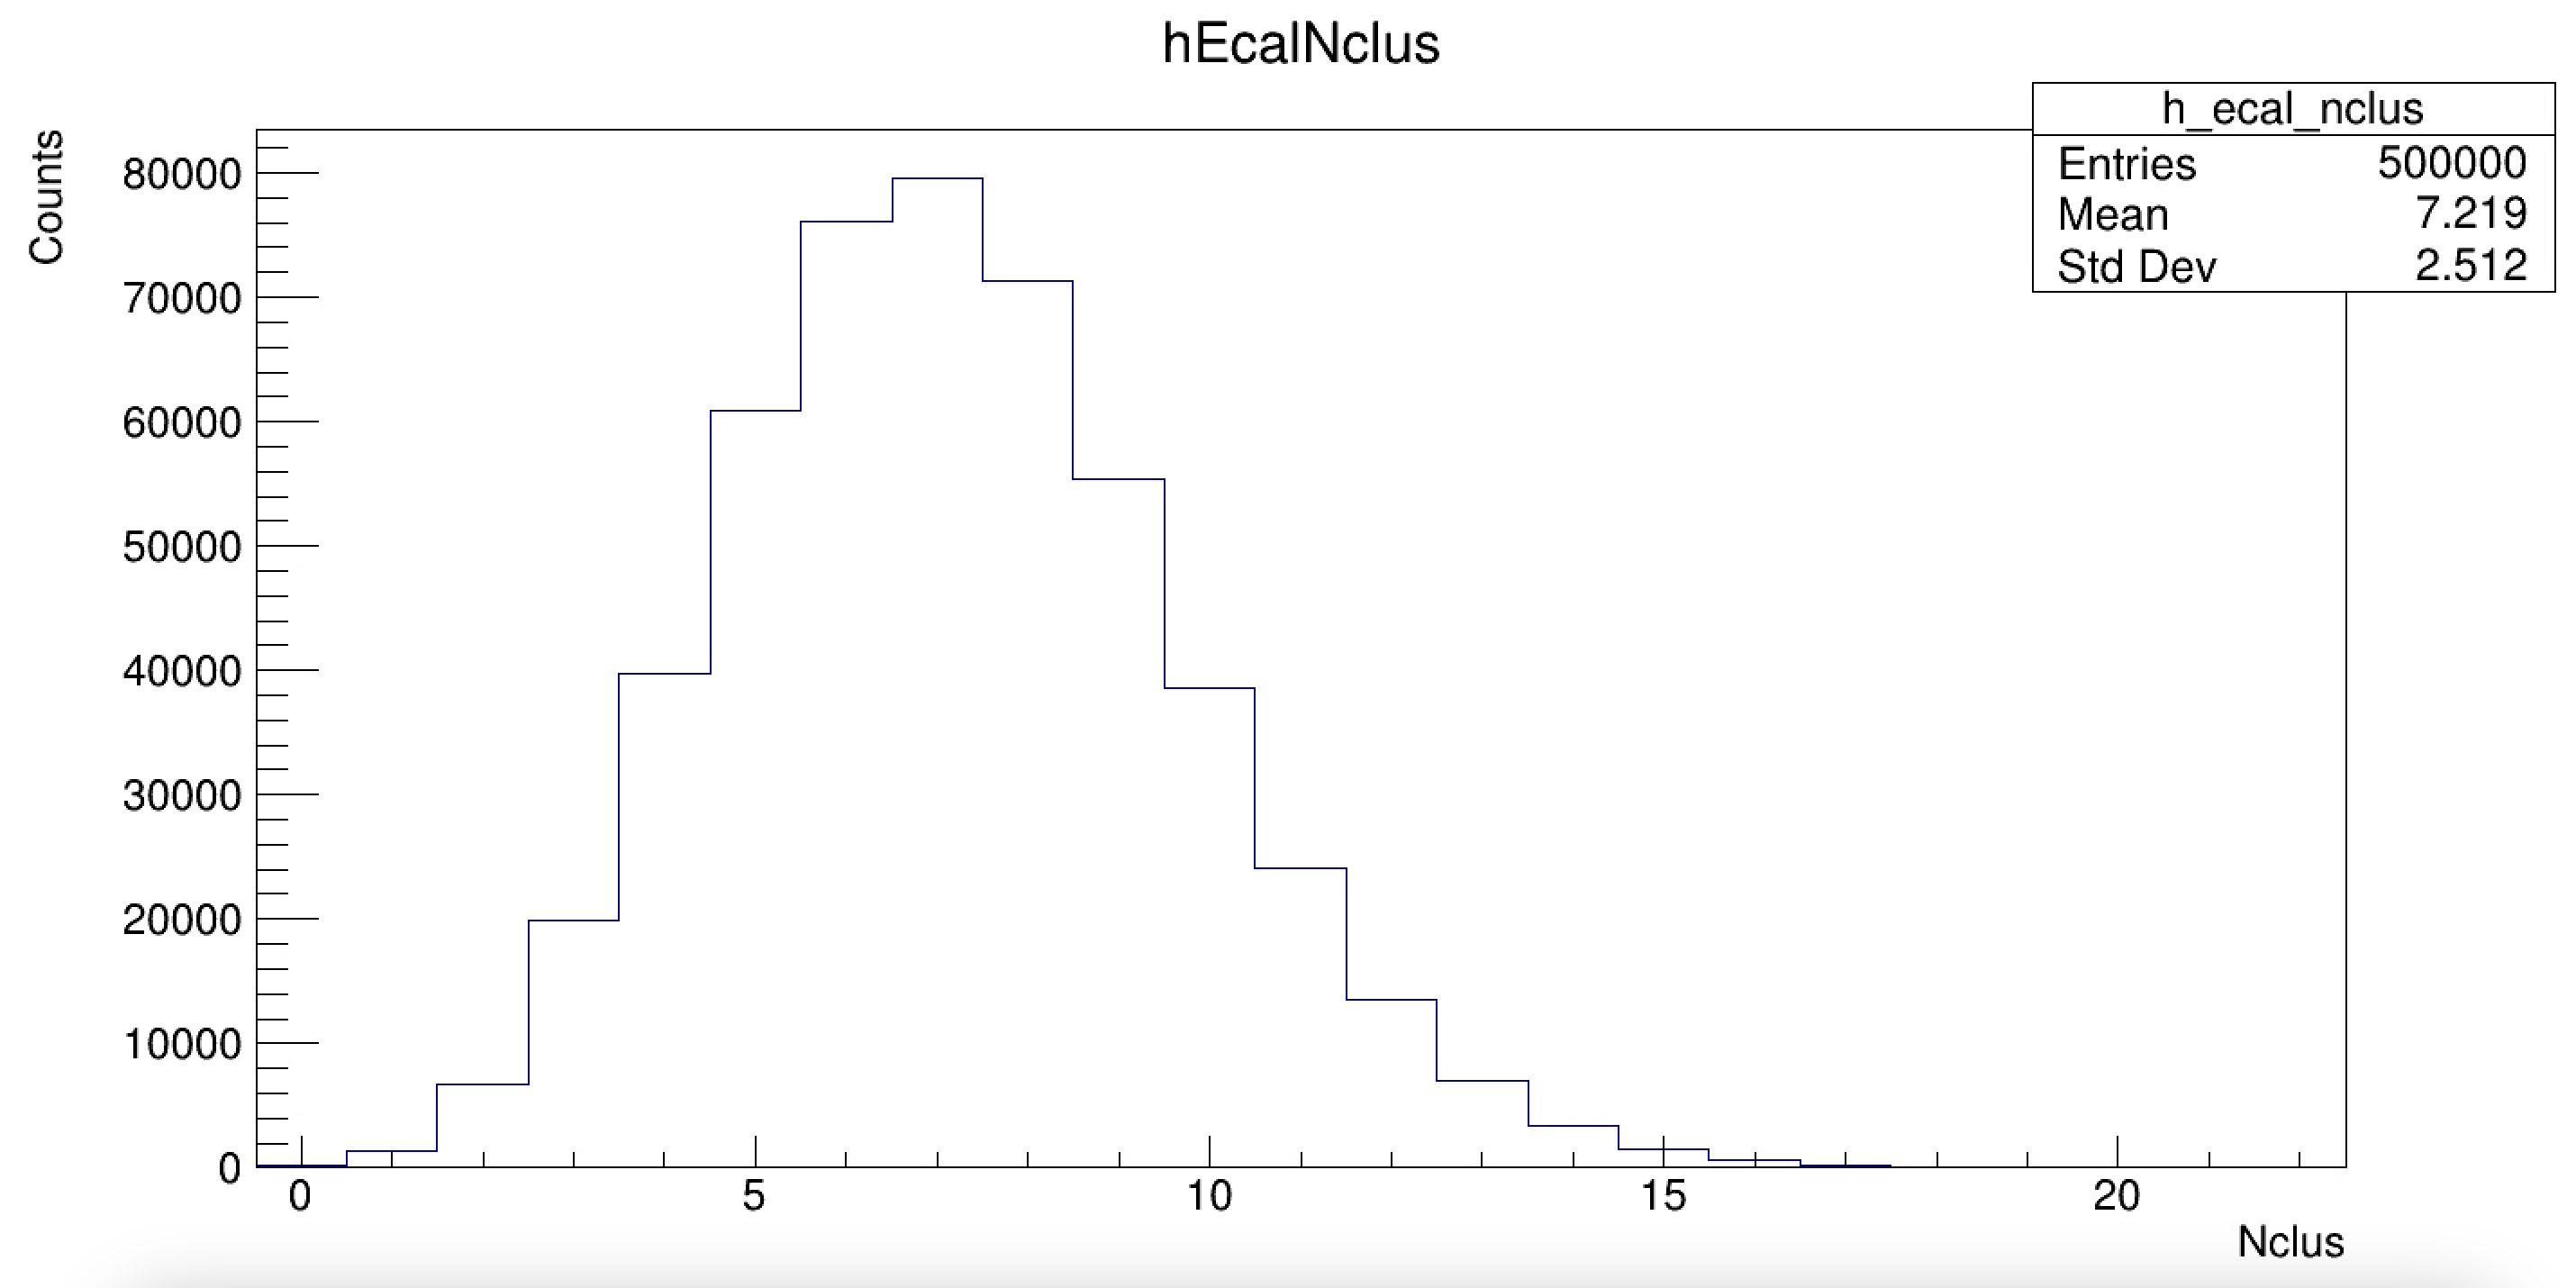 hEcalNclus
h_ecal_nclus
Entries 500000
Mean 7.219
Std Dev 2.512
Counts
80000
70000
60000
50000
40000
30000
20000
10000
0
0 5 10 15 20
Nclus